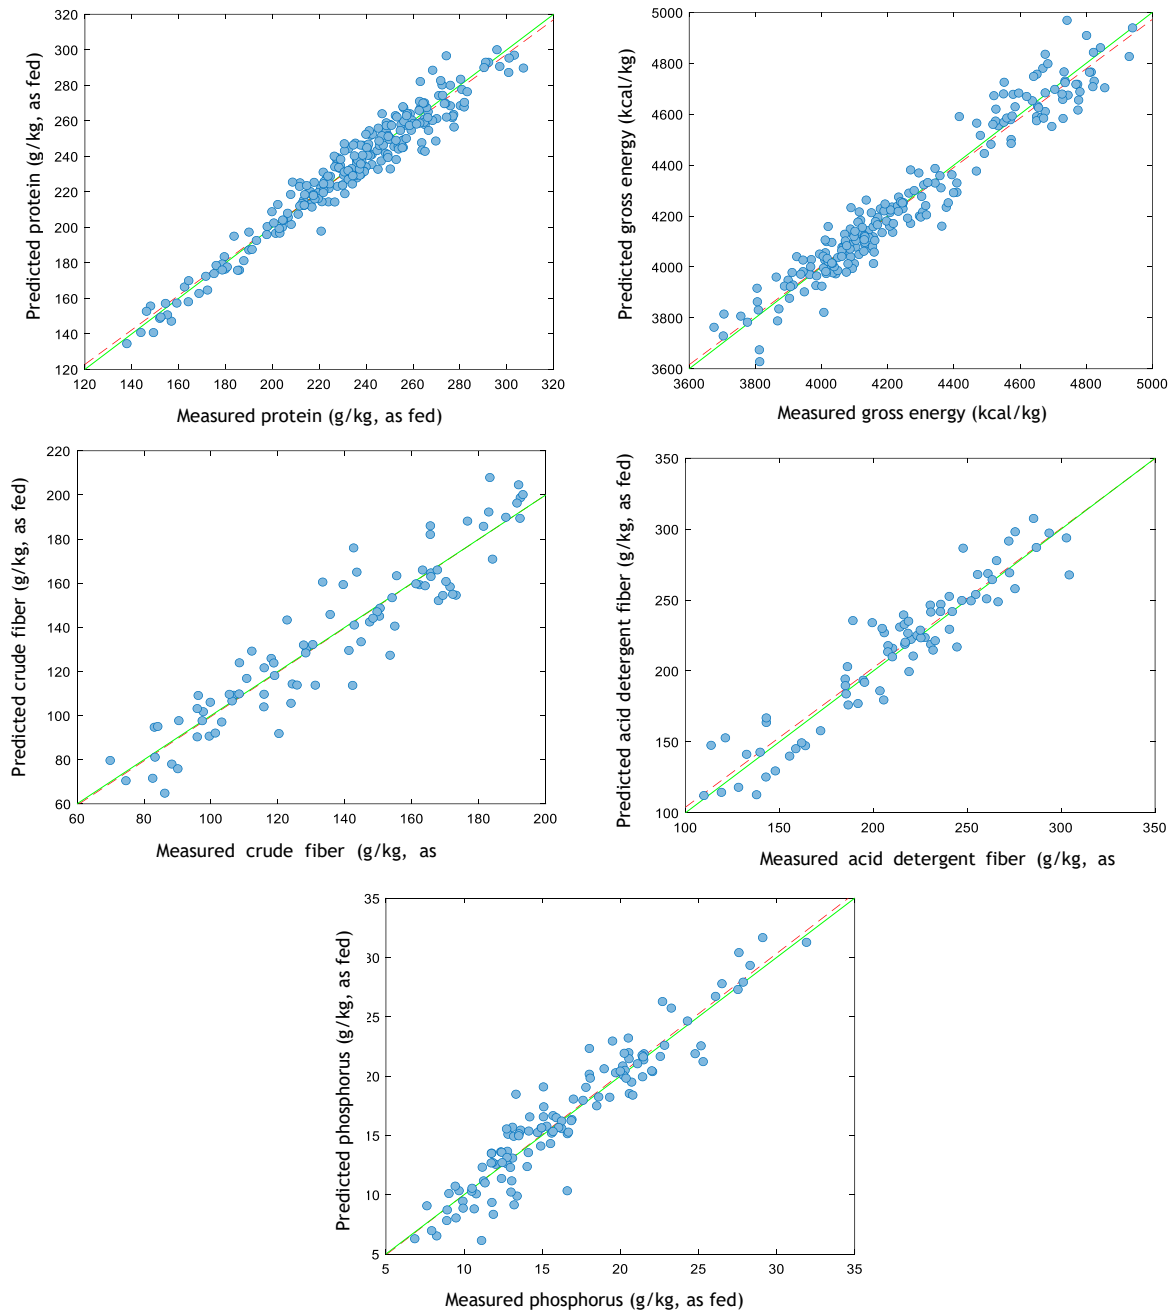 320
300
280
260
240
220
200
180
160
140
120
120 140 160 180 200 220 240 260 280 300 320
Predicted protein (g/kg, as fed)
Measured protein (g/kg, as fed)
5000
4800
4600
4400
4200
4000
3800
3600
3600 3800 4000 4200 4400 4600 4800 5000
Predicted gross energy (kcal/kg)
Measured gross energy (kcal/kg)
220
200
180
160
140
120
100
80
60
60 80 100 120 140 160 180 200
Predicted crude fiber (g/kg, as fed)
Measured crude fiber (g/kg, as
350
300
250
200
150
100
100 150 200 250 300 350
Predicted acid detergent fiber (g/kg, as fed)
Measured acid detergent fiber (g/kg, as
35
30
25
20
15
10
5
5 10 15 20 25 30 35
Predicted phosphorus (g/kg, as fed)
Measured phosphorus (g/kg, as fed)